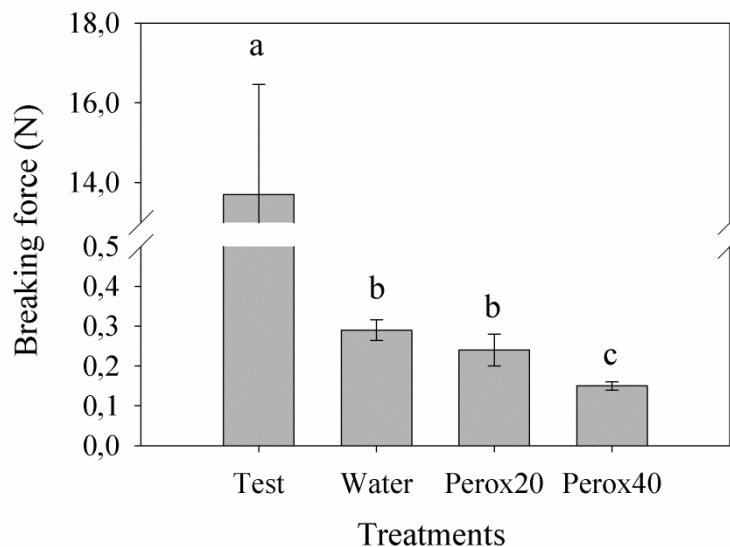 Breaking force (N)
18,0
16,0
14,0
0,5
0,4
0,3
0,2
0,1
0,0
a
b
b
c
Test Water Perox20 Perox40
Treatments